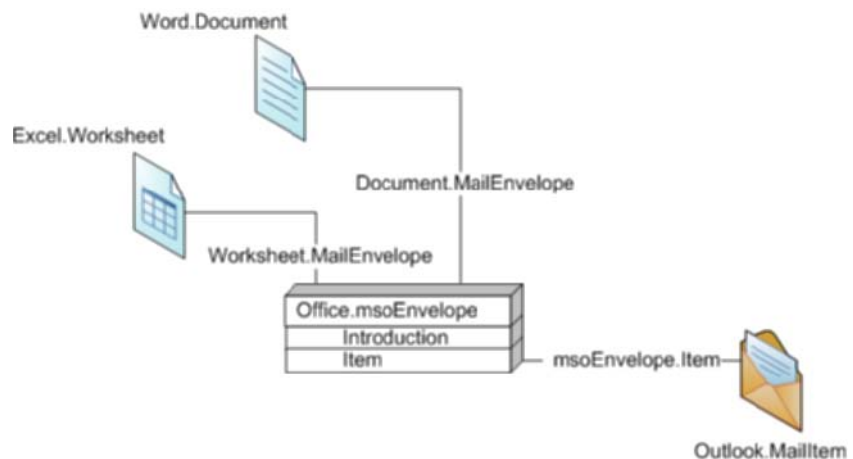 Word.Document
Excel.Worksheet
Document.MailEnvelope
Worksheet.MailEnvelope
Office.msoEnvelope
Introduction
Item
msoEnvelope.Item
Outlook.MailItem